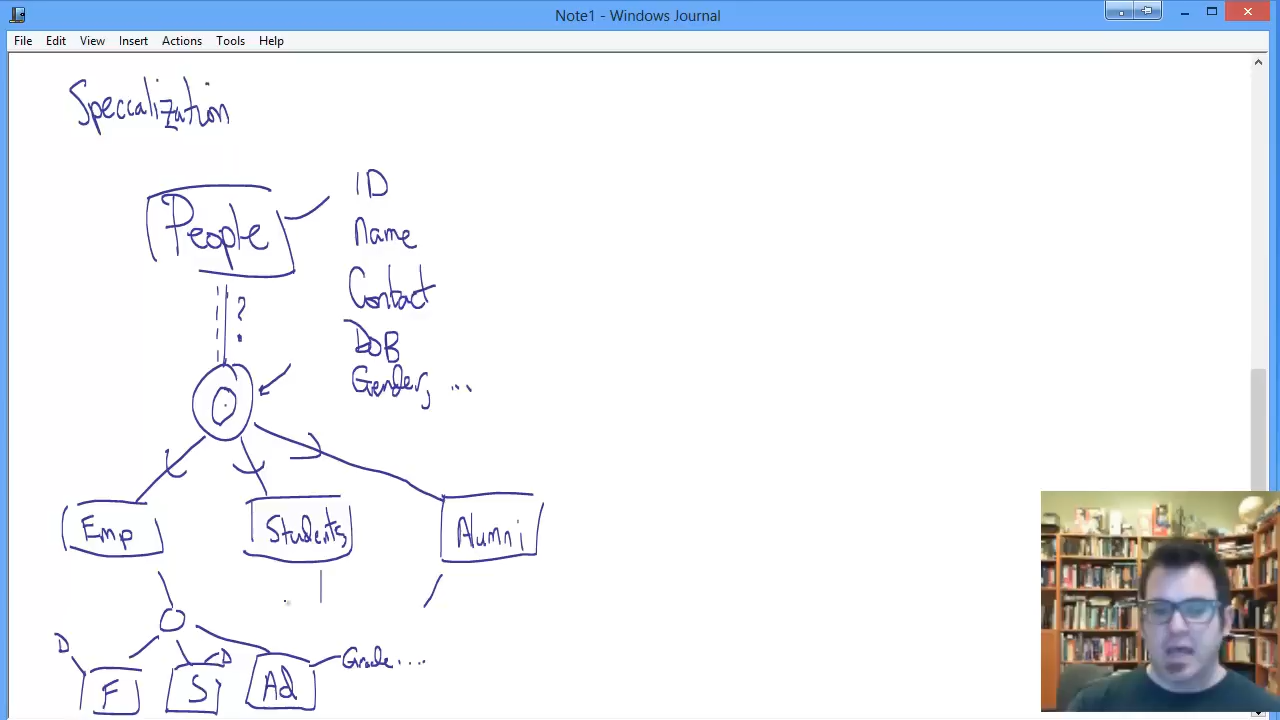 Note1 - Windows Journal
File Edit View Insert Actions Tools Help
Speccalization
People
ID
Name
Contact
DOB
Gender, ...
?
O
Emp
Students
Alumni
D
D
F
S
Ad
Grade....